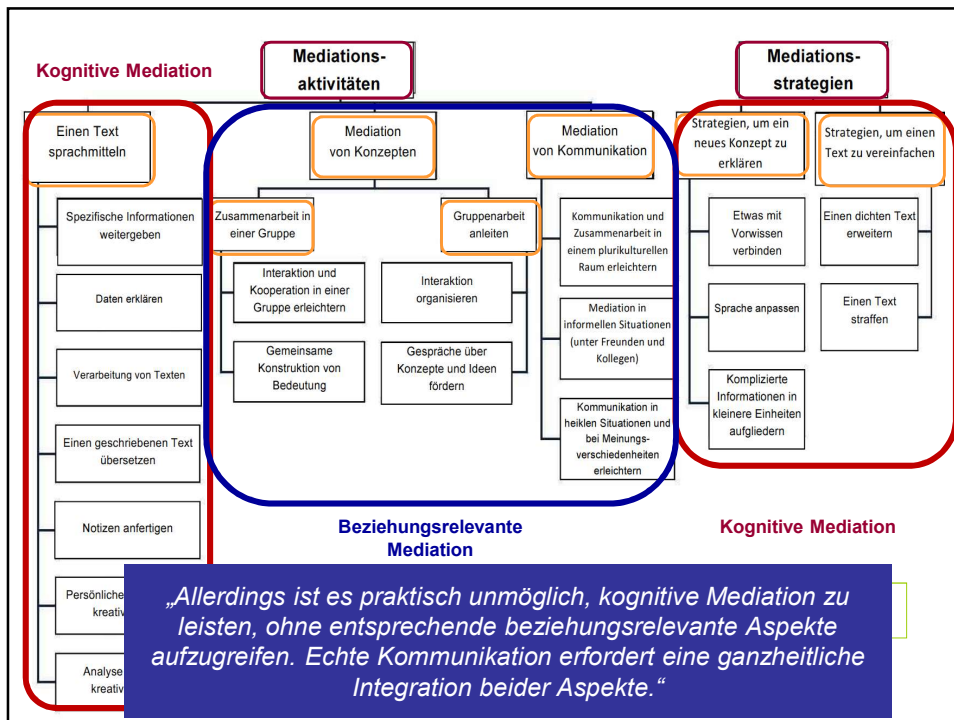 Kognitive Mediation
Mediations-
aktivitäten
Mediations-
strategien
Einen Text
sprachmitteln
Mediation
von Konzepten
Mediation
von Kommunikation
Strategien, um ein
neues Konzept zu
erklären
Strategien, um einen
Text zu vereinfachen
Spezifische Informationen
weitergeben
Daten erklären
Verarbeitung von Texten
Einen geschriebenen Text
übersetzen
Notizen anfertigen
Persönliche
kreativ
Analyse
kreativ
Zusammenarbeit in
einer Gruppe
Interaktion und
Kooperation in einer
Gruppe erleichtern
Gemeinsame
Konstruktion von
Bedeutung
Gruppenarbeit
anleiten
Interaktion
organisieren
Gespräche über
Konzepte und Ideen
fördern
Kommunikation und
Zusammenarbeit in
einem plurikulturellen
Raum erleichtern
Mediation in
informellen Situationen
(unter Freunden und
Kollegen)
Kommunikation in
heiklen Situationen und
bei Meinungs-
verschiedenheiten
erleichtern
Etwas mit
Vorwissen
verbinden
Sprache anpassen
Komplizierte
Informationen in
kleinere Einheiten
aufgliedern
Einen dichten Text
erweitern
Einen Text
straffen
Beziehungsrelevante
Mediation
Kognitive Mediation
„Allerdings ist es praktisch unmöglich, kognitive Mediation zu
leisten, ohne entsprechende beziehungsrelevante Aspekte
aufzugreifen. Echte Kommunikation erfordert eine ganzheitliche
Integration beider Aspekte.“